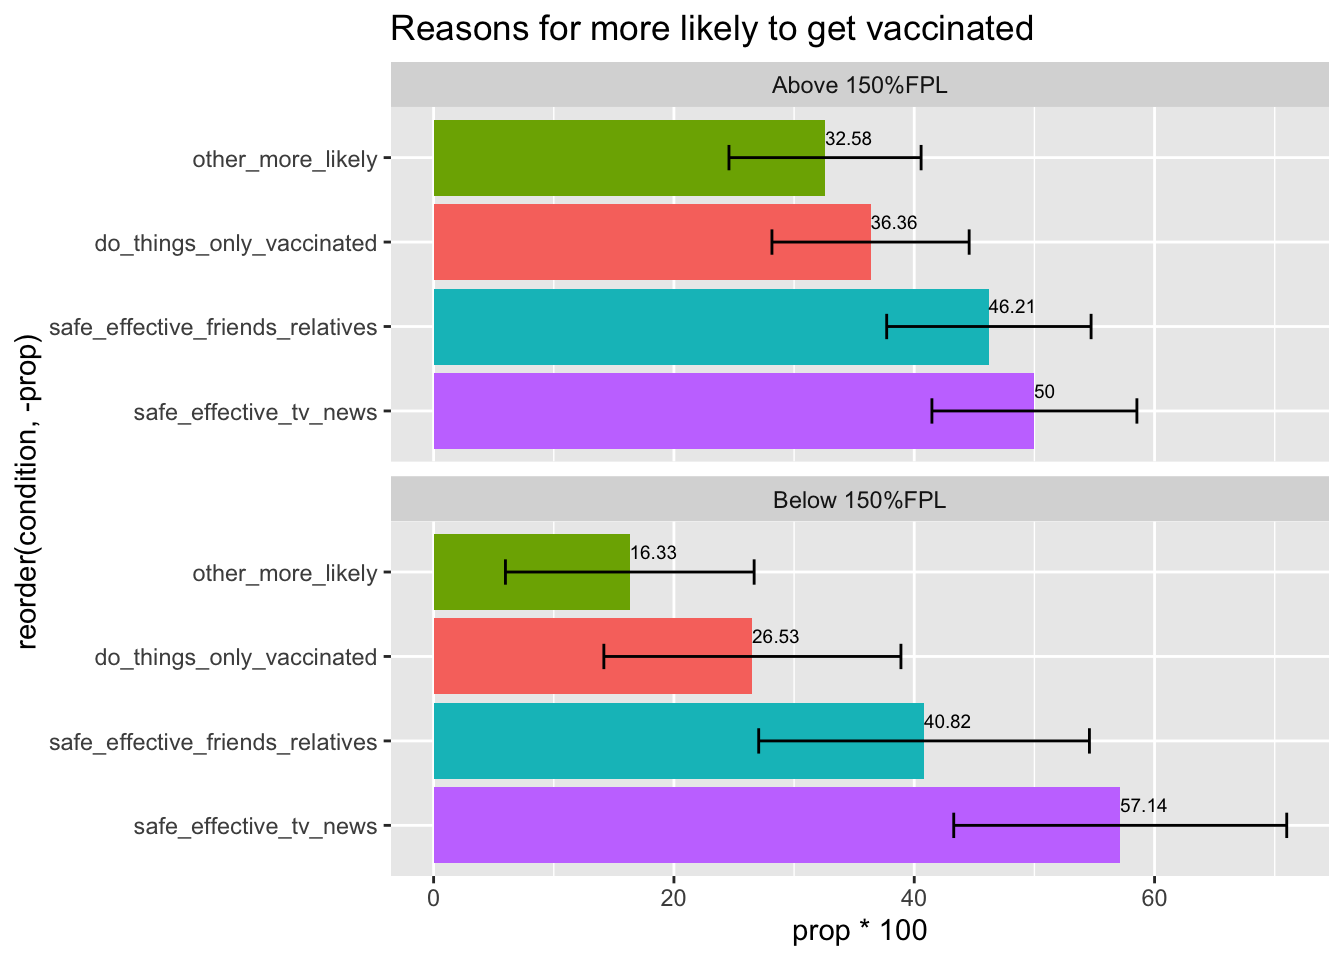 Reasons for more likely to get vaccinated
Above 150%FPL
other_more_likely
32.58
do_things_only_vaccinated
36.36
safe_effective_friends_relatives
46.21
safe_effective_tv_news
50
Below 150%FPL
other_more_likely
16.33
do_things_only_vaccinated
26.53
safe_effective_friends_relatives
40.82
safe_effective_tv_news
57.14
0 20 40 60
prop * 100
reorder(condition, -prop)